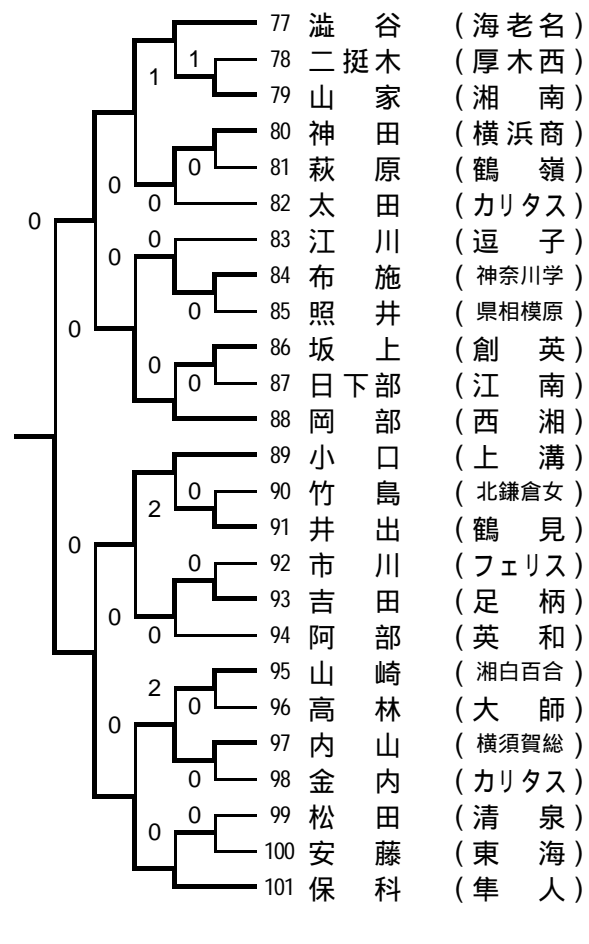 77 澁谷 (海老名)
1 78 二挺木 (厚木西)
1
79 山家 (湘南)
80 神田 (横浜商)
0 81 萩原 (鶴嶺)
0
0 82 太田 (カリタス)
0
0 83 江川 (逗子)
0
84 布施 (神奈川学)
0 85 照井 (県相模原)
0
86 坂上 (創英)
0
0 87 日下部 (江南)
88 岡部 (西湘)
89 小口 (上溝)
0 90 竹島 (北鎌倉女)
2
91 井出 (鶴見)
0
0 92 市川 (フェリス)
93 吉田 (足柄)
0
0 94 阿部 (英和)
95 山崎 (湘白百合)
2
0 96 高林 (大師)
0
97 内山 (横須賀総)
0 98 金内 (カリタス)
0 99 松田 (清泉)
0
100 安藤 (東海)
101 保科 (隼人)